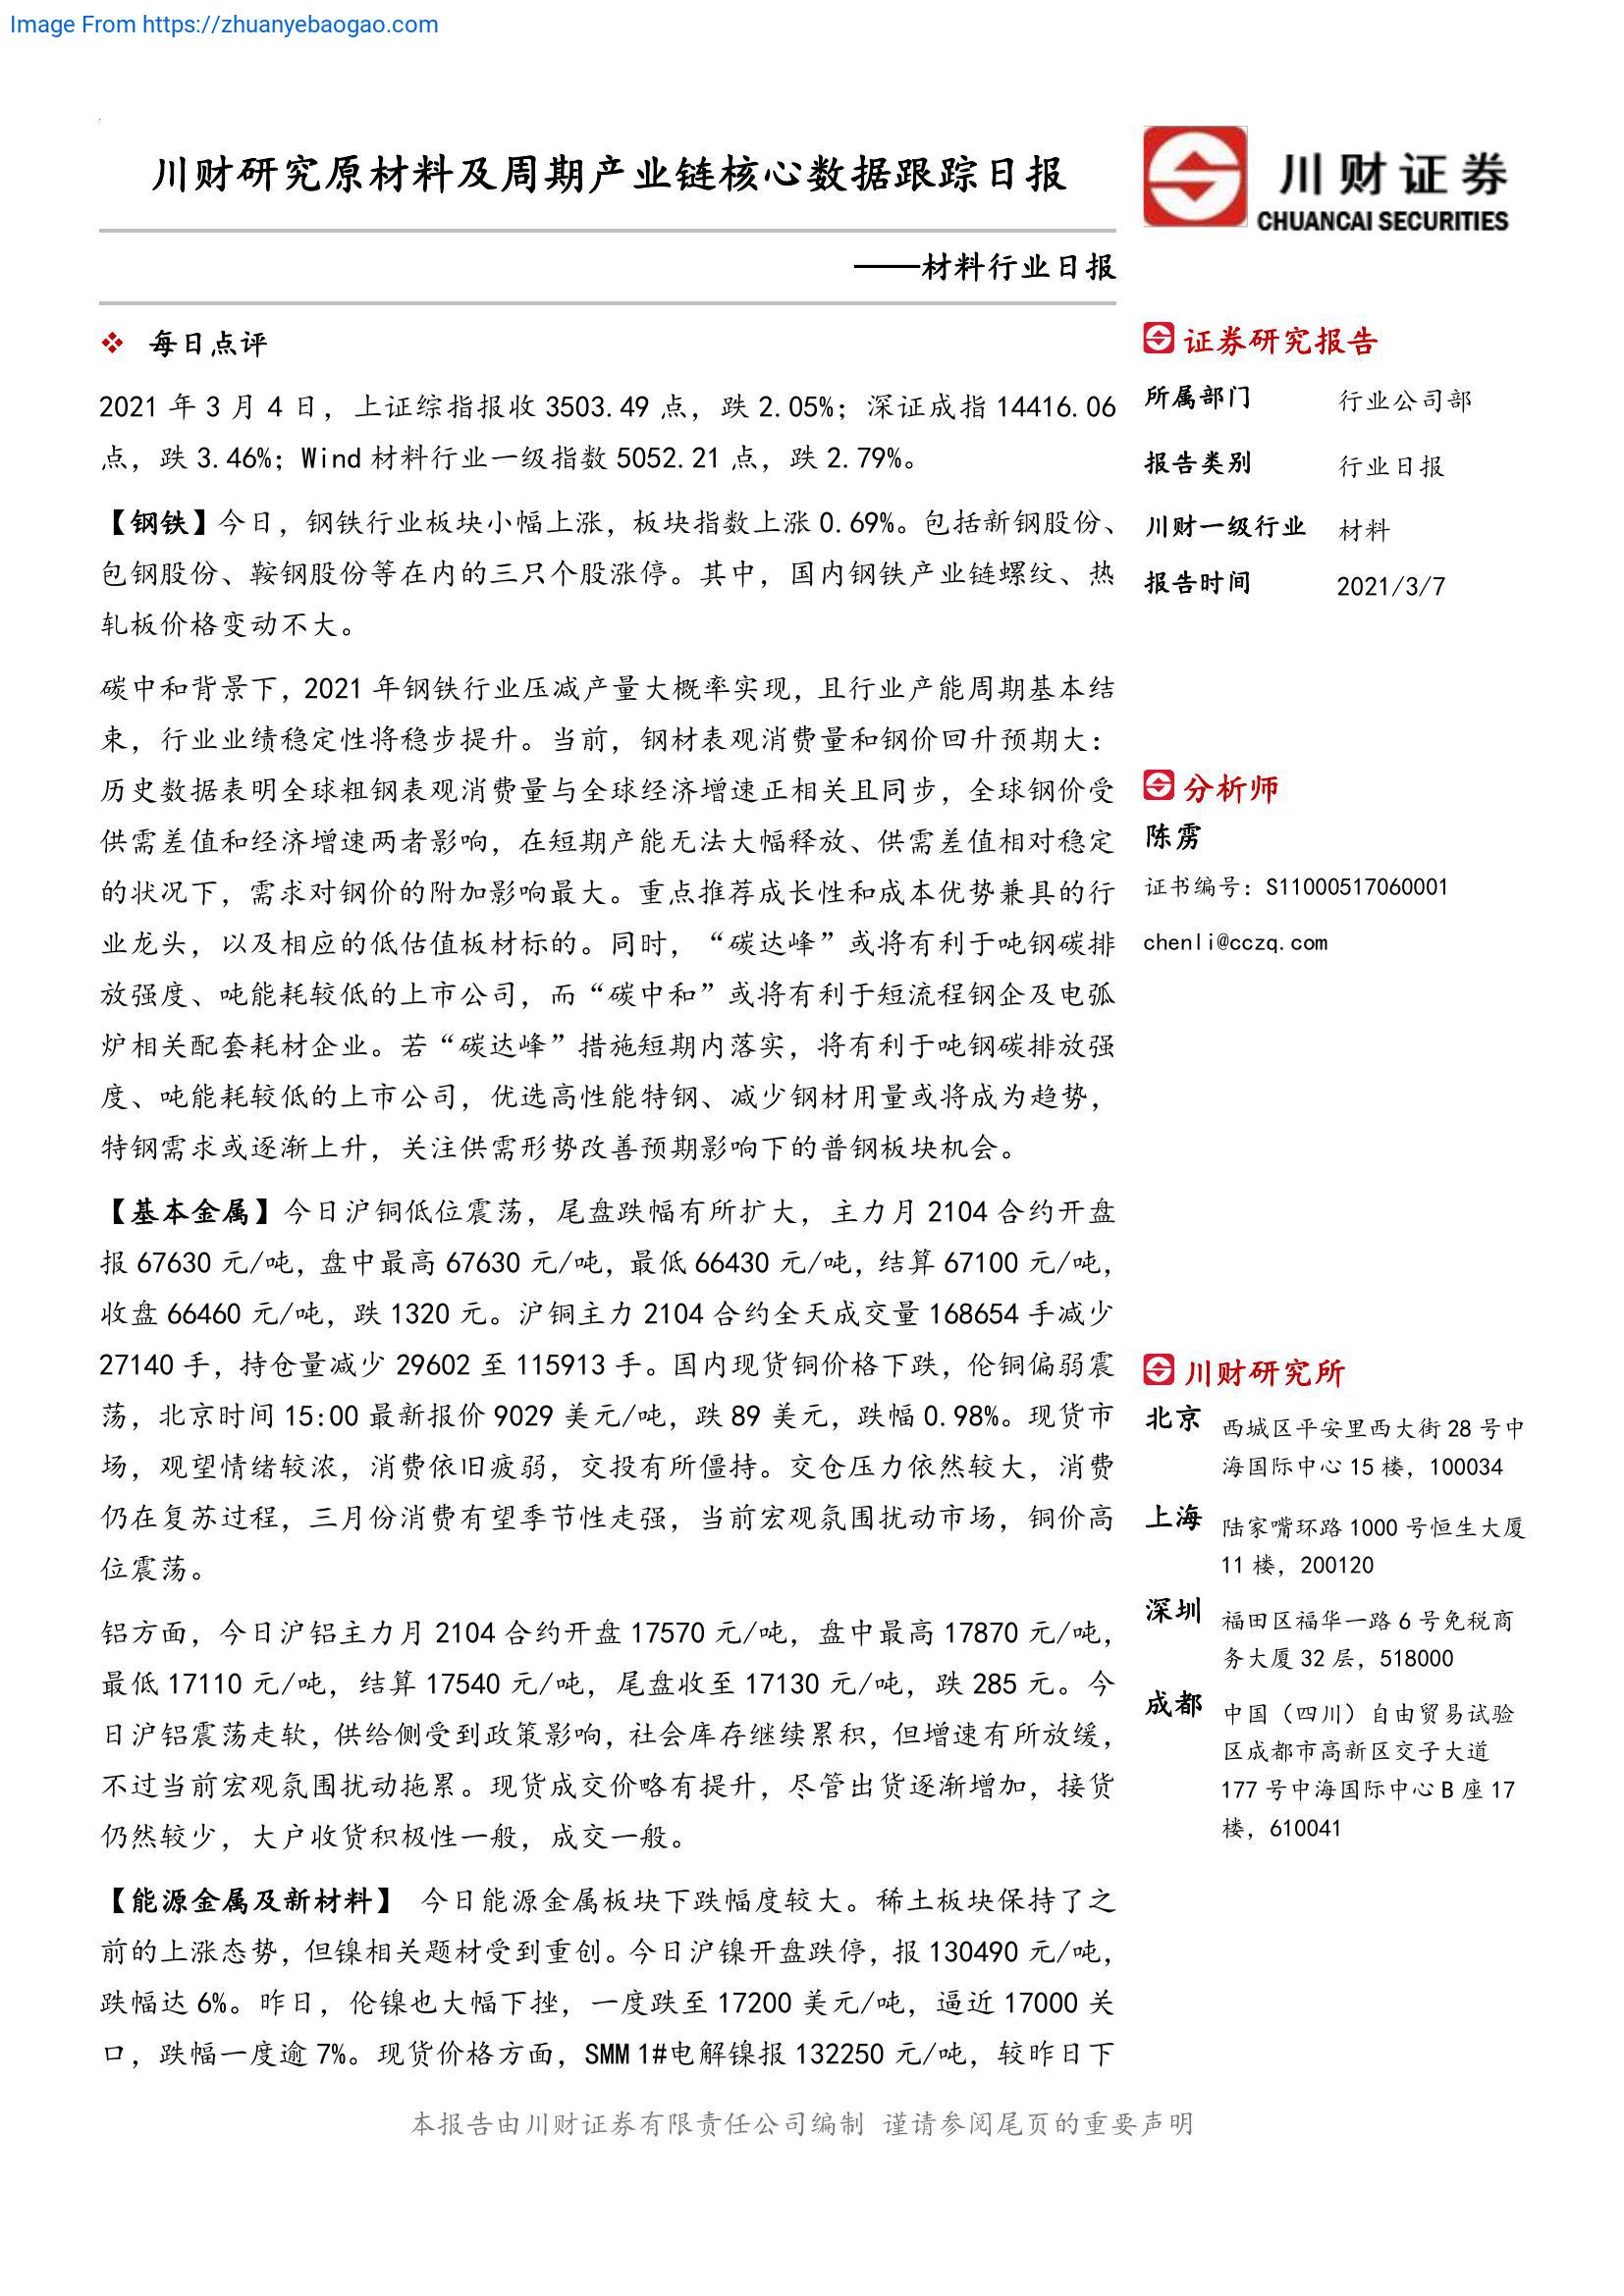 Image From https://zhuanyebaogao.com
川财研究原材料及周期产业链核心数据跟踪日报
——材料行业日报
川财证券
CHUANCAI SECURITIES
每日点评
2021 年 3 月 4 日，上证综指报收 3503.49 点，跌 2.05%；深证成指 14416.06
点，跌 3.46%；Wind 材料行业一级指数 5052.21 点，跌 2.79%。
【钢铁】今日，钢铁行业板块小幅上涨，板块指数上涨 0.69%。包括新钢股份、
包钢股份、鞍钢股份等在内的三只个股涨停。其中，国内钢铁产业链螺纹、热
轧板价格变动不大。
碳中和背景下，2021 年钢铁行业压减产量大概率实现，且行业产能周期基本结
束，行业业绩稳定性将稳步提升。当前，钢材表观消费量和钢价回升预期大：
历史数据表明全球粗钢表观消费量与全球经济增速正相关且同步，全球钢价受
供需差值和经济增速两者影响，在短期产能无法大幅释放、供需差值相对稳定
的状况下，需求对钢价的附加影响最大。重点推荐成长性和成本优势兼具的行
业龙头，以及相应的低估值板材标的。同时，“碳达峰”或将有利于吨钢碳排
放强度、吨能耗较低的上市公司，而“碳中和”或将有利于短流程钢企及电弧
炉相关配套耗材企业。若“碳达峰”措施短期内落实，将有利于吨钢碳排放强
度、吨能耗较低的上市公司，优选高性能特钢、减少钢材用量或将成为趋势，
特钢需求或逐渐上升，关注供需形势改善预期影响下的普钢板块机会。
【基本金属】今日沪铜低位震荡，尾盘跌幅有所扩大，主力月 2104 合约开盘
报 67630 元/吨，盘中最高 67630 元/吨，最低 66430 元/吨，结算 67100 元/吨，
收盘 66460 元/吨，跌 1320 元。沪铜主力 2104 合约全天成交量 168654 手减少
27140 手，持仓量减少 29602 至 115913 手。国内现货铜价格下跌，伦铜偏弱震
荡，北京时间 15:00 最新报价 9029 美元/吨，跌 89 美元，跌幅 0.98%。现货市
场，观望情绪较浓，消费依旧疲弱，交投有所僵持。交仓压力依然较大，消费
仍在复苏过程，三月份消费有望季节性走强，当前宏观氛围扰动市场，铜价高
位震荡。
铝方面，今日沪铝主力月 2104 合约开盘 17570 元/吨，盘中最高 17870 元/吨，
最低 17110 元/吨，结算 17540 元/吨，尾盘收至 17130 元/吨，跌 285 元。今
日沪铝震荡走软，供给侧受到政策影响，社会库存继续累积，但增速有所放缓，
不过当前宏观氛围扰动拖累。现货成交价略有提升，尽管出货逐渐增加，接货
仍然较少，大户收货积极性一般，成交一般。
【能源金属及新材料】 今日能源金属板块下跌幅度较大。稀土板块保持了之
前的上涨态势，但镍相关题材受到重创。今日沪镍开盘跌停，报 130490 元/吨，
跌幅达 6%。昨日，伦镍也大幅下挫，一度跌至 17200 美元/吨，逼近 17000 关
口，跌幅一度逾 7%。现货价格方面，SMM 1#电解镍报 132250 元/吨，较昨日下
证券研究报告
所属部门 行业公司部
报告类别 行业日报
川财一级行业 材料
报告时间 2021/3/7
分析师
陈雳
证书编号：S11000517060001
chenli@cczq.com
川财研究所
北京 西城区平安里西大街 28 号中
海国际中心 15 楼，100034
上海 陆家嘴环路 1000 号恒生大厦
11 楼，200120
深圳 福田区福华一路 6 号免税商
务大厦 32 层，518000
成都 中国（四川）自由贸易试验
区成都市高新区交子大道
177 号中海国际中心 B 座 17
楼，610041
本报告由川财证券有限责任公司编制 谨请参阅尾页的重要声明